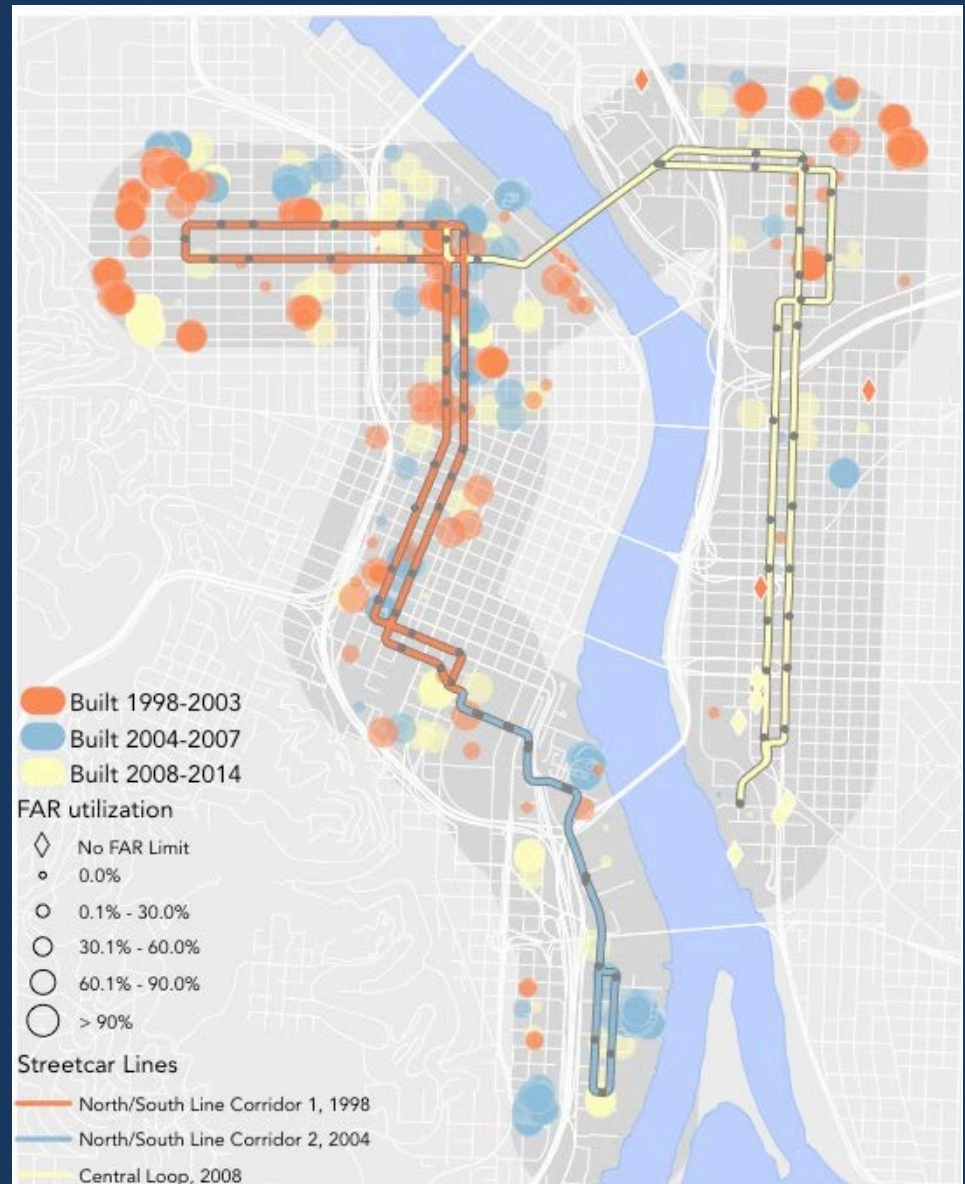 Built 1998-2003
Built 2004-2007
Built 2008-2014
FAR utilization
No FAR Limit
0.0%
0.1% - 30.0%
30.1% - 60.0%
60.1% - 90.0%
> 90%
Streetcar Lines
North/South Line Corridor 1, 1998
North/South Line Corridor 2, 2004
Central Loop, 2008